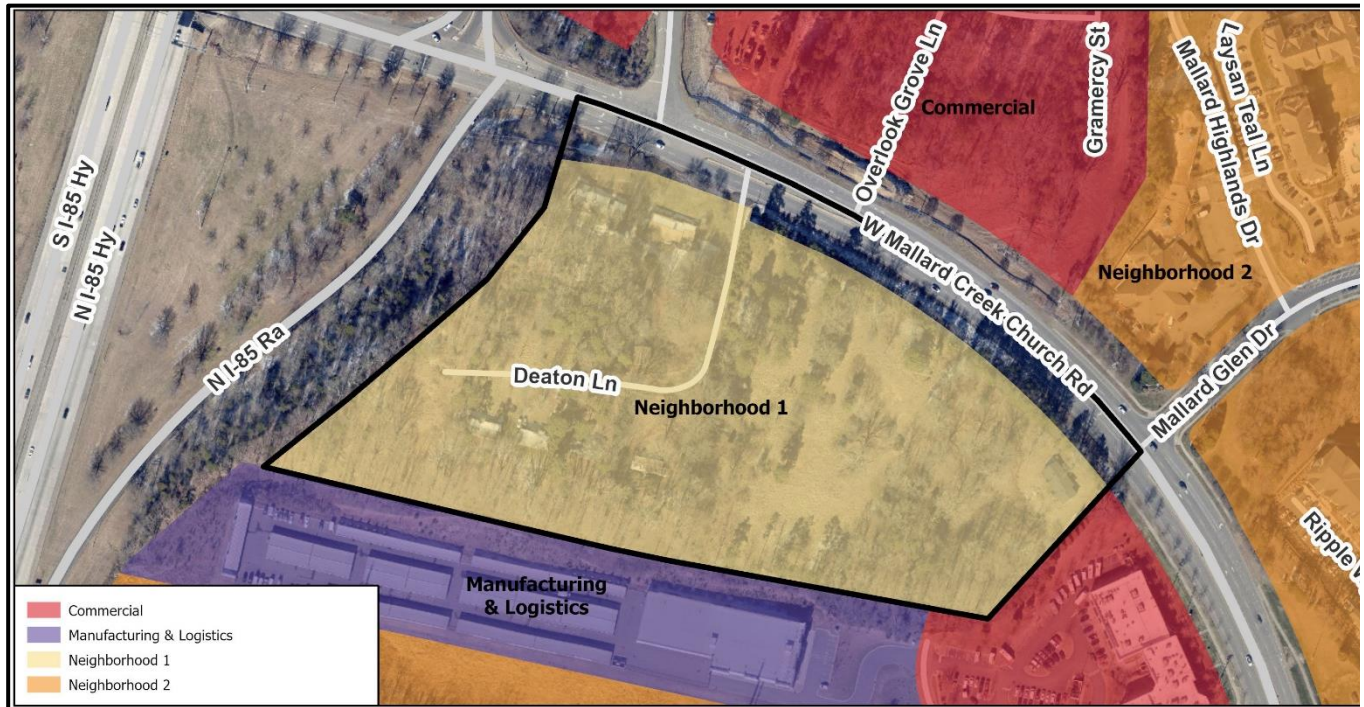 S I-85 Hy
N I-85 Hy
N I-85 Ra
Deaton Ln
Neighborhood 1
W Mallard Creek Church Rd
Overlook Grove Ln
Commercial
Gramercy St
Laysan Teal Ln
Mallard Highlands Dr
Neighborhood 2
Mallard Glen Dr
Ripple
Manufacturing
& Logistics
Commercial
Manufacturing & Logistics
Neighborhood 1
Neighborhood 2